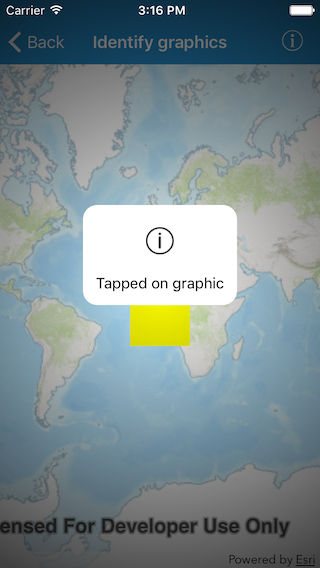 Carrier 3:16 PM
Back Identify graphics
Tapped on graphic
ensed For Developer Use Only
Powered by Esri